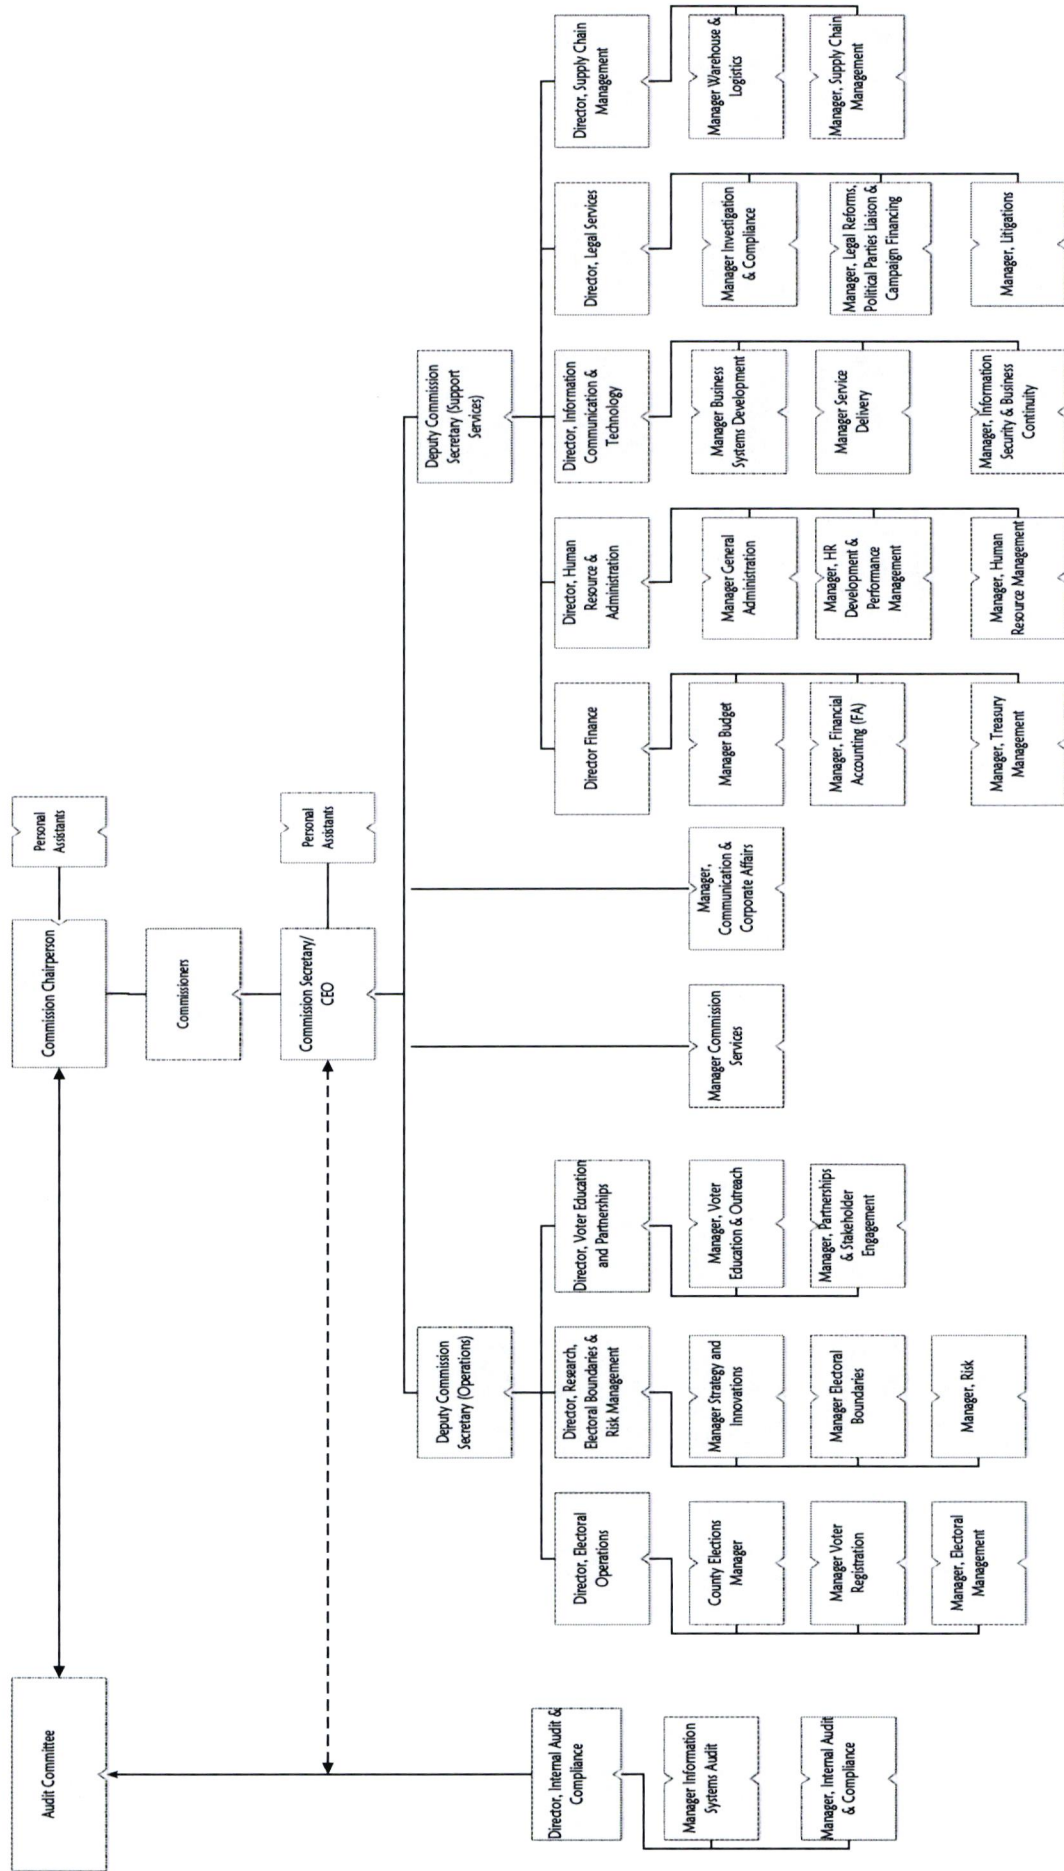 Audit Committee
Commission Chairperson
Personal
Assistants
Commissioners
Commission Secretary/
CEO
Personal
Assistants
Deputy Commission
Secretary (Operations)
Deputy Commission
Secretary (Support
Services)
Director, Internal Audit &
Compliance
Manager Information
Systems Audit
Manager, Internal Audit
& Compliance
Director, Electoral
Operations
County Elections
Manager
Manager Voter
Registration
Manager, Electoral
Management
Director, Research,
Electoral Boundaries &
Risk Management
Manager Strategy and
Innovations
Manager Electoral
Boundaries
Manager, Risk
Director, Voter Education
and Partnerships
Manager, Voter
Education & Outreach
Manager, Partnerships
& Stakeholder
Engagement
Manager Commission
Services
Manager,
Communication &
Corporate Affairs
Director Finance
Manager Budget
Manager, Financial
Accounting (FA)
Manager, Treasury
Management
Director, Human
Resource &
Administration
Manager General
Administration
Manager, HR
Development &
Performance
Management
Manager, Human
Resource Management
Director, Information
Communication &
Technology
Manager Business
Systems Development
Manager Service
Delivery
Manager, Information
Security & Business
Continuity
Director, Legal Services
Manager Investigation
& Compliance
Manager, Legal Reforms,
Political Parties Liaison &
Campaign Financing
Manager, Litigations
Director, Supply Chain
Management
Manager Warehouse &
Logistics
Manager, Supply Chain
Management